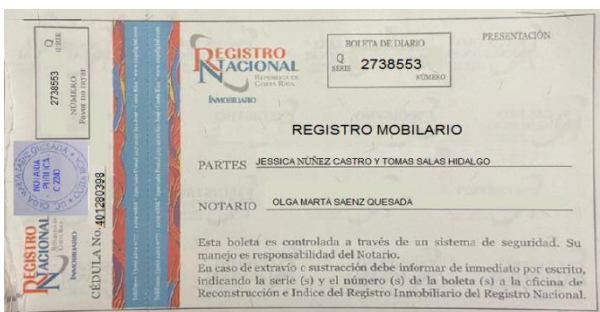 Q
SERIE
2738553
NÚMERO
NOTARIA
PUBLICA
REGISTRO
NACIONAL
INMOBILIARIO
CÉDULA No. 401280398
REGISTRO
NACIONAL
REPÚBLICA DE
COSTA RICA
INMOBILIARIO
BOLETA DE DIARIO
Q
SERIE
2738553
NÚMERO
PRESENTACIÓN
REGISTRO MOBILARIO
PARTES JESSICA NÚÑEZ CASTRO Y TOMAS SALAS HIDALGO
NOTARIO OLGA MARTA SAENZ QUESADA
Esta boleta es controlada a través de un sistema de seguridad. Su
manejo es responsabilidad del Notario.
En caso de extravío o sustracción debe informar de inmediato por escrito,
indicando la serie (s) y el número (s) de la boleta (s) a la oficina de
Reconstrucción e Indice del Registro Inmobiliario del Registro Nacional.